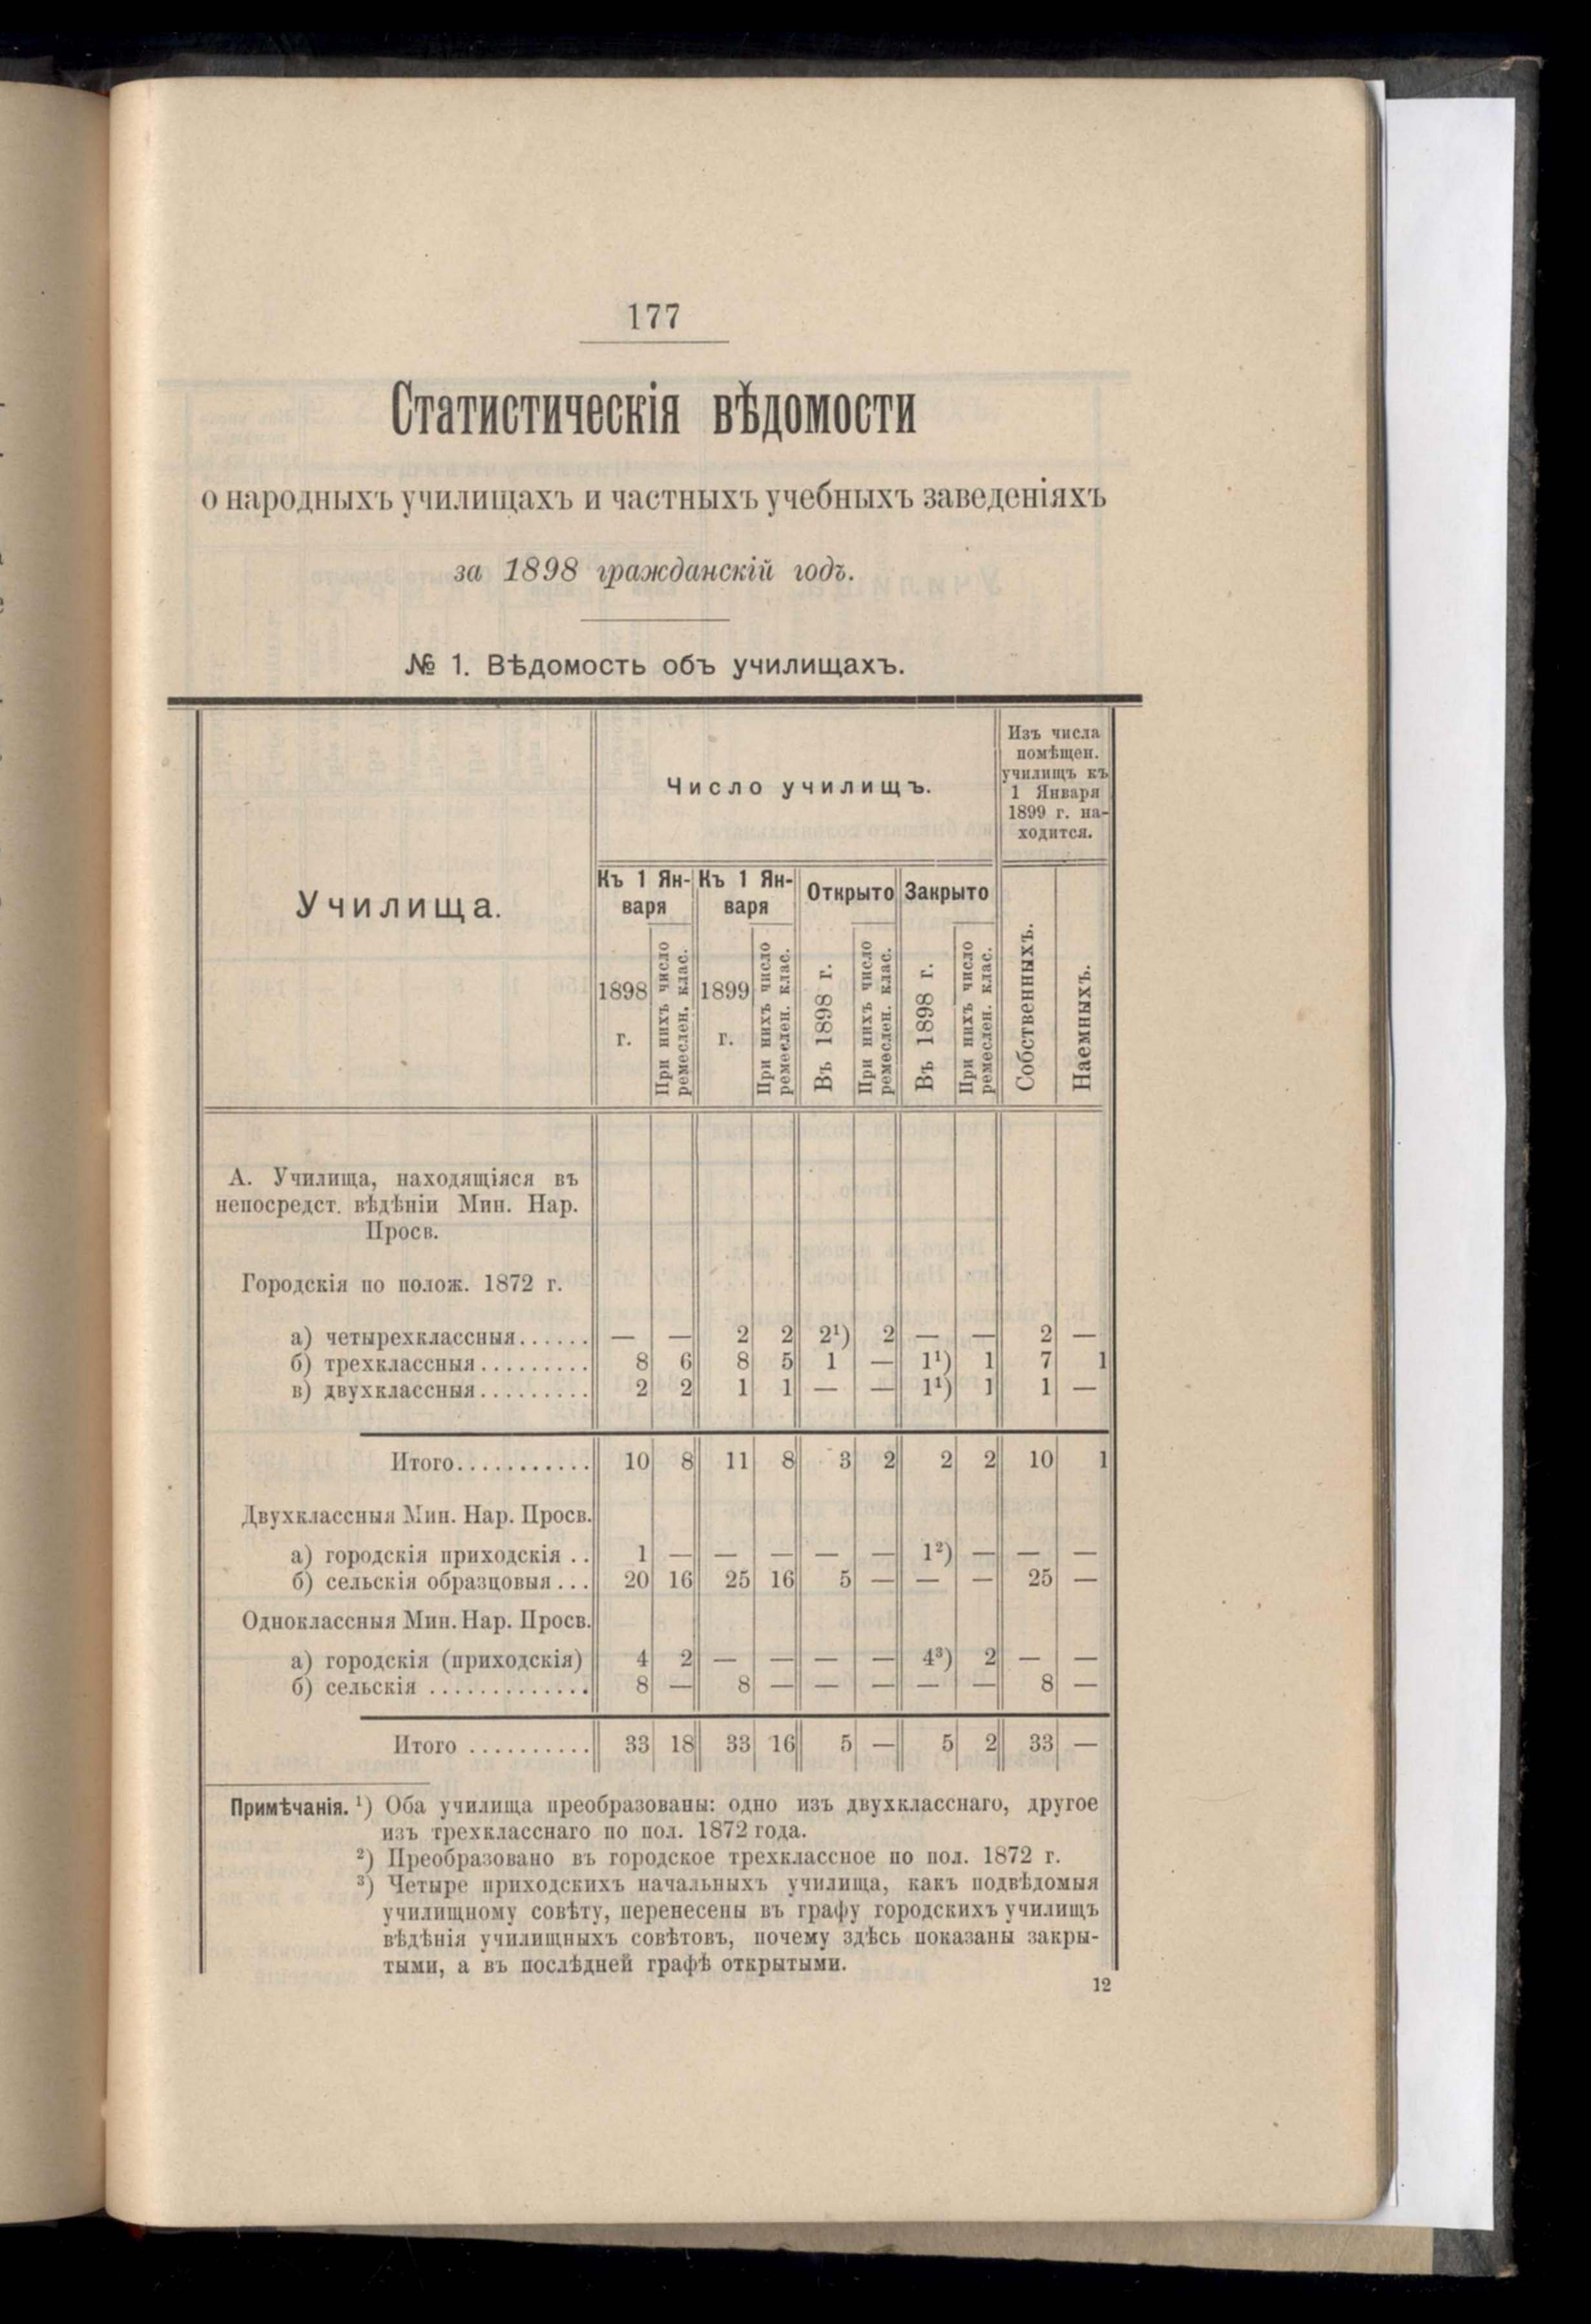 177
Статистическія вѣдомости
о народныхъ училищахъ и частныхъ учебныхъ заведеніяхъ
за 1898 гражданскій годъ.
№ 1. Вѣдомость объ училищахъ.
Училища.
Число училищъ.
Изъ числа
помѣщен.
училищъ къ
1 Января
1899 г. на-
ходится.
Къ 1 Ян-
варя
Къ 1 Ян-
варя
Открыто
Закрыто
1898
г.
При нихъ число
ремеслен. клас.
1899
г.
При нихъ число
ремеслен. клас.
Въ 1898 г.
При нихъ число
ремеслен. клас.
Въ 1898 г.
При нихъ число
ремеслен. клас.
Собственныхъ.
Наемныхъ.
А. Училища, находящіяся въ
непосредст. вѣдѣніи Мин. Нар.
Просв.
Городскія по полож. 1872 г.
а) четырехклассныя...... — — 2 2 2¹) 2 — — 2 —
б) трехклассныя......... 8 6 8 5 1 — 1¹) 1 7 1
в) двухклассныя......... 2 2 1 1 — — 1¹) 1 1 —
Итого........... 10 8 11 8 3 2 2 2 10 1
Двухклассныя Мин. Нар. Просв.
а) городскія приходскія .. 1 — — — — — 1²) — — —
б) сельскія образцовыя... 20 16 25 16 5 — — — 25 —
Одноклассныя Мин. Нар. Просв.
а) городскія (приходскія) 4 2 — — — — 4³) 2 — —
б) сельскія ............. 8 — 8 — — — — — 8 —
Итого .......... 33 18 33 16 5 — 5 2 33 —
Примѣчанія. ¹) Оба училища преобразованы: одно изъ двухкласснаго, другое
изъ трехкласснаго по пол. 1872 года.
²) Преобразовано въ городское трехклассное по пол. 1872 г.
³) Четыре приходскихъ начальныхъ училища, какъ подвѣдомыя
училищному совѣту, перенесены въ графу городскихъ училищъ
вѣдѣнія училищныхъ совѣтовъ, почему здѣсь показаны закры-
тыми, а въ послѣдней графѣ открытыми.
12